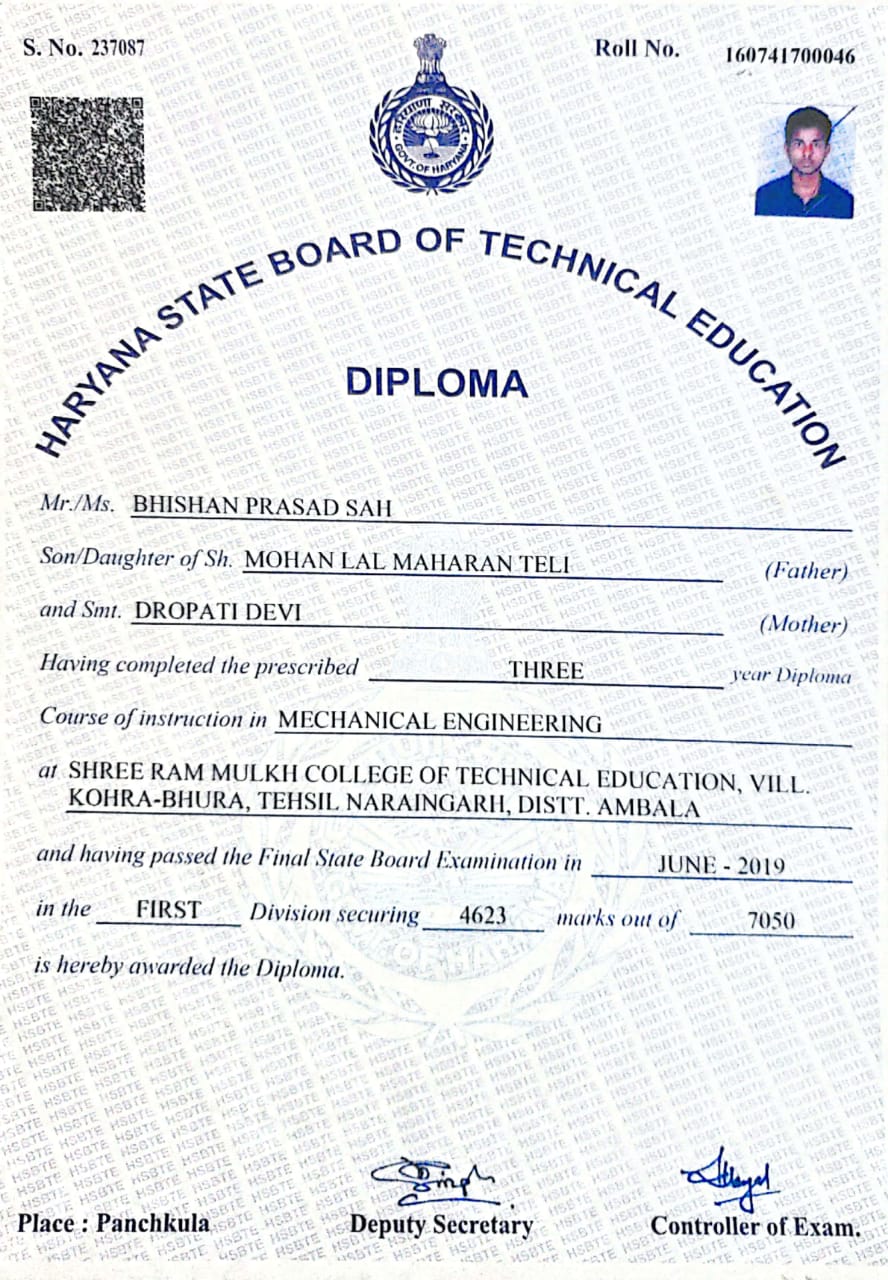 S. No. 237087
Roll No. 160741700046
हरियाणा सरकार
GOVT. OF HARYANA
HARYANA STATE BOARD OF TECHNICAL EDUCATION
DIPLOMA
Mr./Ms. BHISHAN PRASAD SAH
Son/Daughter of Sh. MOHAN LAL MAHARAN TELI (Father)
and Smt. DROPATI DEVI (Mother)
Having completed the prescribed THREE year Diploma
Course of instruction in MECHANICAL ENGINEERING
at SHREE RAM MULKH COLLEGE OF TECHNICAL EDUCATION, VILL.
KOHRA-BHURA, TEHSIL NARAINGARH, DISTT. AMBALA
and having passed the Final State Board Examination in JUNE - 2019
in the FIRST Division securing 4623 marks out of 7050
is hereby awarded the Diploma.
Place : Panchkula
Deputy Secretary
Controller of Exam.